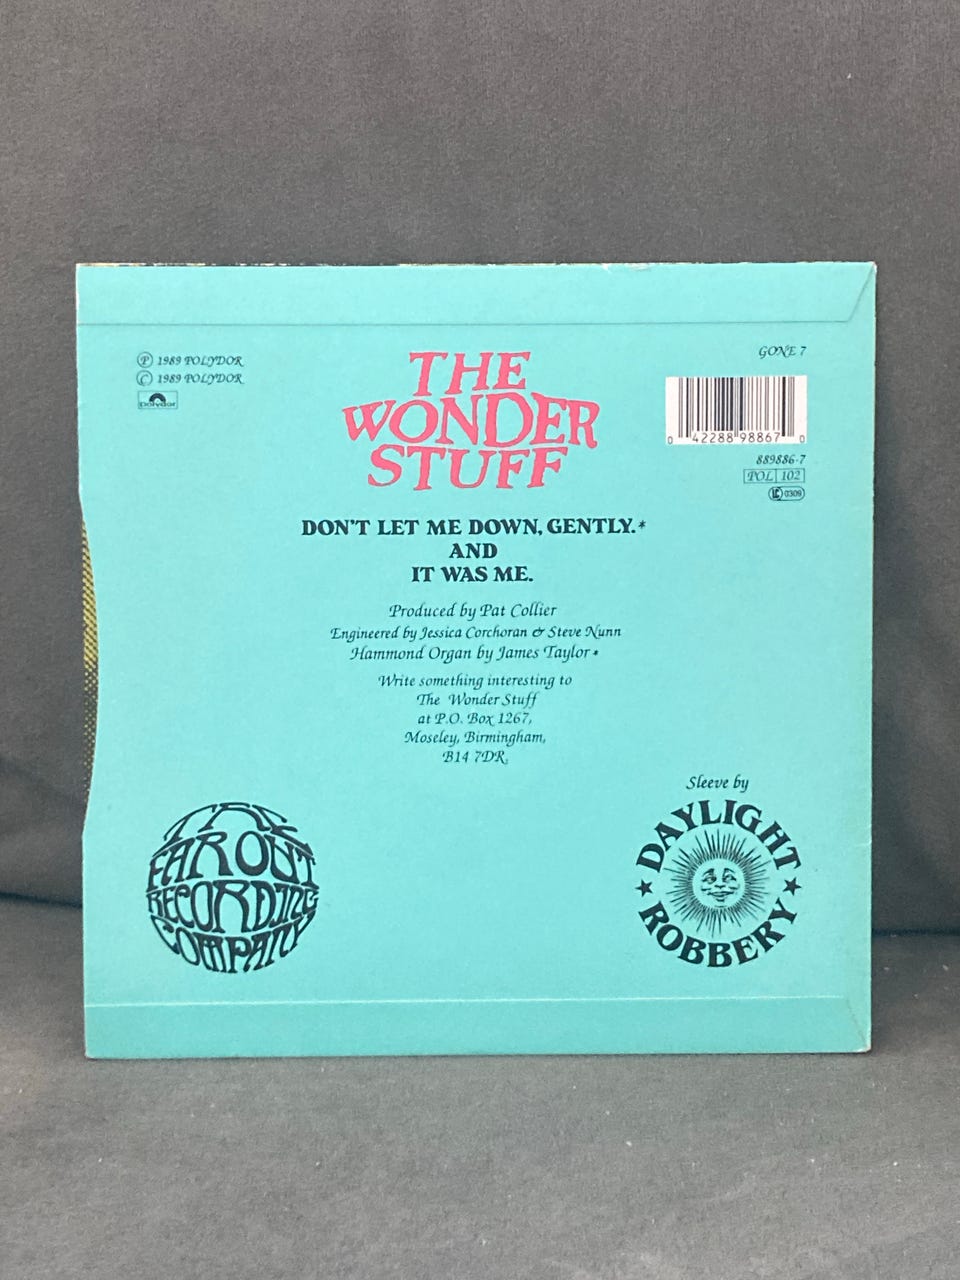 Ⓟ 1989 POLYDOR
Ⓒ 1989 POLYDOR
polydor
THE
WONDER
STUFF
GONE 7
0 42288 98867 0
889886-7
POL 102
LC 0309
DON'T LET ME DOWN, GENTLY.*
AND
IT WAS ME.
Produced by Pat Collier
Engineered by Jessica Corchoran & Steve Nunn
Hammond Organ by James Taylor *
Write something interesting to
The Wonder Stuff
at P.O. Box 1267,
Moseley, Birmingham,
B14 7DR,
THE
FAR OUT
RECORDING
COMPANY
Sleeve by
DAYLIGHT
ROBBERY